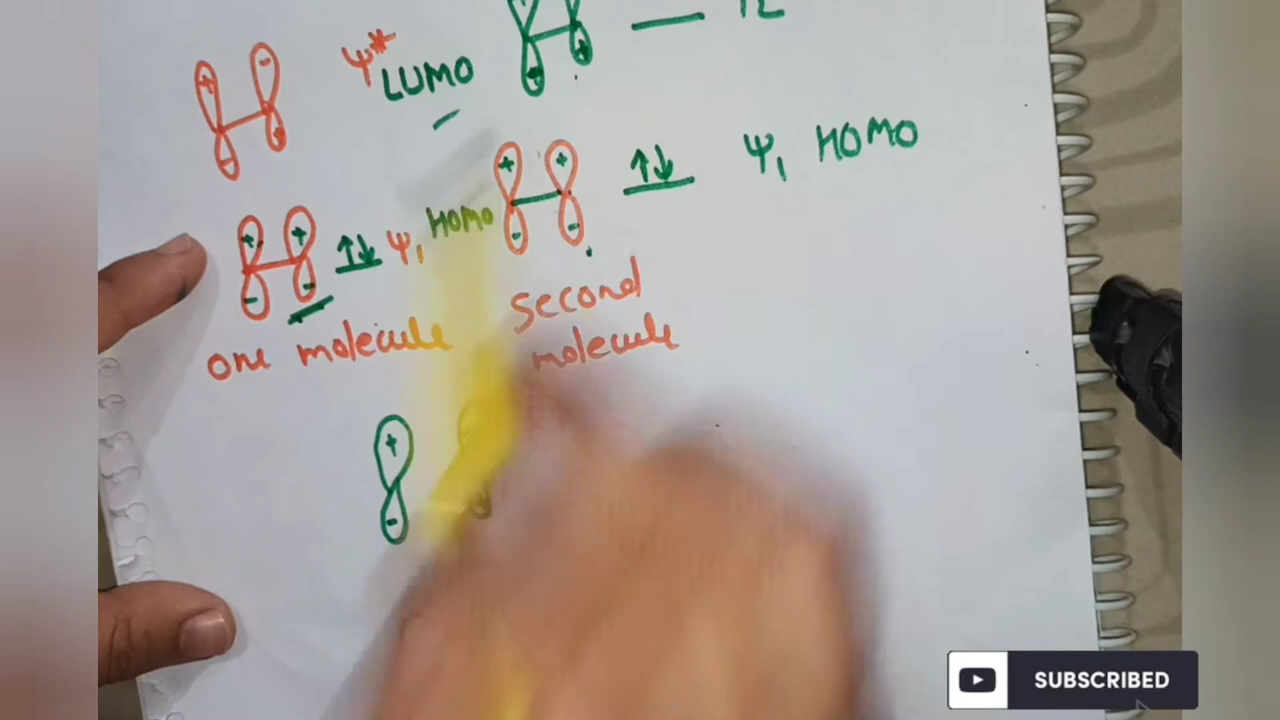 Ψ*
LUMO
+ -
- +
+
+ +
↑↓ Ψ₁ HOMO
- -
+ +
↑↓ Ψ₁ HOMO
- -
one molecule
second
molecule
+
-
SUBSCRIBED